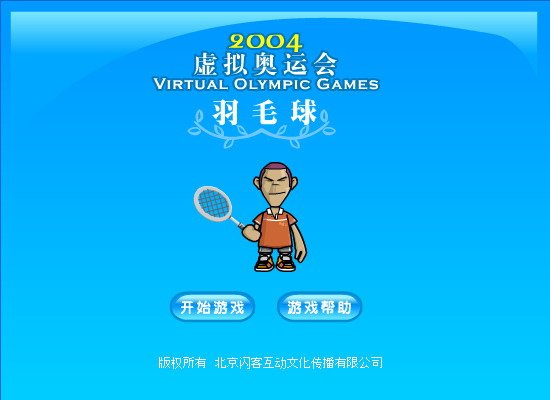 2004
虚拟奥运会
VIRTUAL OLYMPIC GAMES
羽毛球
开始游戏 游戏帮助
版权所有 北京闪客互动文化传播有限公司